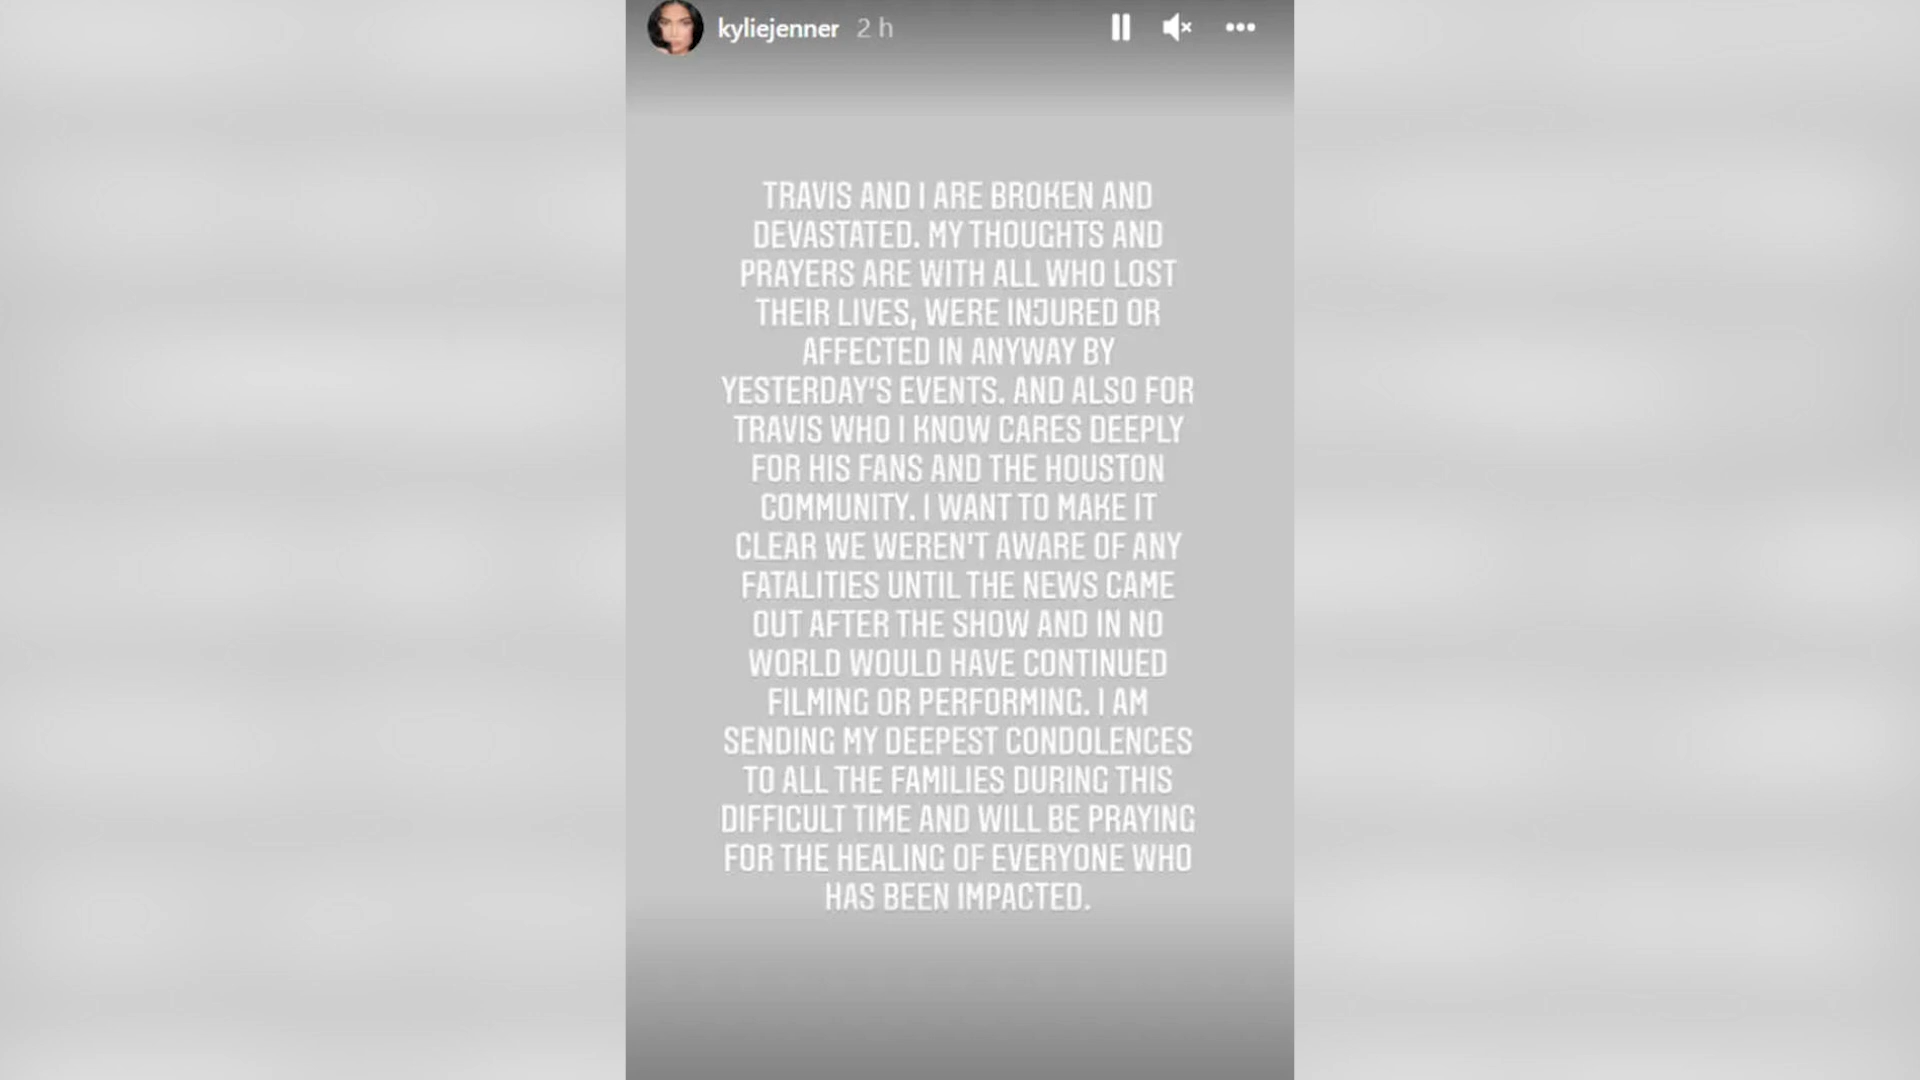 kyliejenner 2 h
TRAVIS AND I ARE BROKEN AND
DEVASTATED. MY THOUGHTS AND
PRAYERS ARE WITH ALL WHO LOST
THEIR LIVES, WERE INJURED OR
AFFECTED IN ANYWAY BY
YESTERDAY'S EVENTS. AND ALSO FOR
TRAVIS WHO I KNOW CARES DEEPLY
FOR HIS FANS AND THE HOUSTON
COMMUNITY. I WANT TO MAKE IT
CLEAR WE WEREN'T AWARE OF ANY
FATALITIES UNTIL THE NEWS CAME
OUT AFTER THE SHOW AND IN NO
WORLD WOULD HAVE CONTINUED
FILMING OR PERFORMING. I AM
SENDING MY DEEPEST CONDOLENCES
TO ALL THE FAMILIES DURING THIS
DIFFICULT TIME AND WILL BE PRAYING
FOR THE HEALING OF EVERYONE WHO
HAS BEEN IMPACTED.